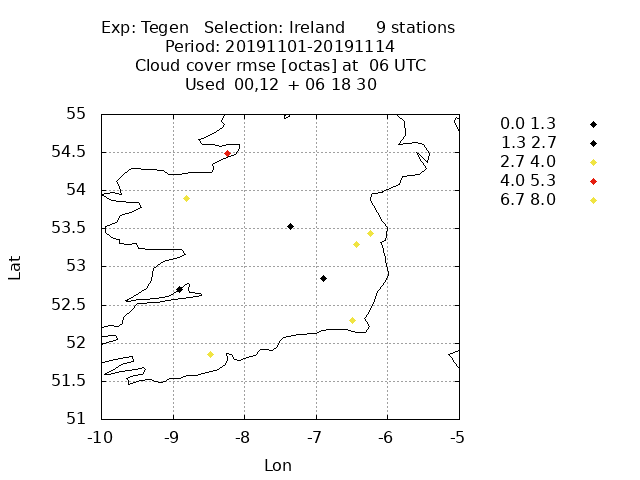 Exp: Tegen   Selection: Ireland      9 stations
Period: 20191101-20191114
Cloud cover rmse [octas] at  06 UTC
Used  00,12  + 06 18 30
55
54.5
54
53.5
53
52.5
52
51.5
51
-10 -9 -8 -7 -6 -5
Lat
Lon
0.0 1.3
1.3 2.7
2.7 4.0
4.0 5.3
6.7 8.0